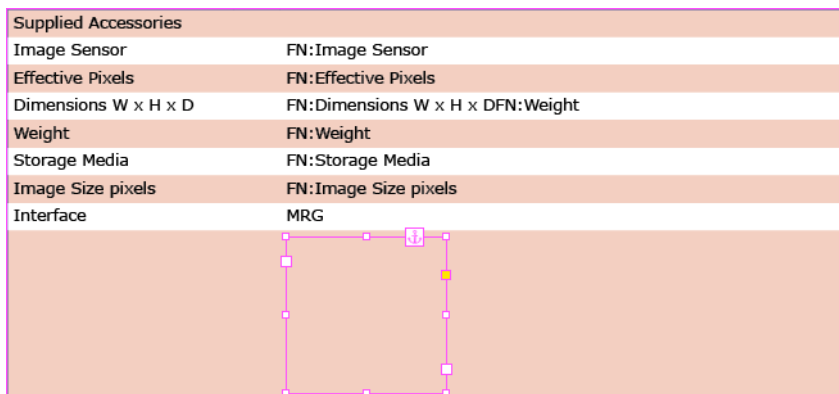 Supplied Accessories
Image Sensor FN:Image Sensor
Effective Pixels FN:Effective Pixels
Dimensions W x H x D FN:Dimensions W x H x DFN:Weight
Weight FN:Weight
Storage Media FN:Storage Media
Image Size pixels FN:Image Size pixels
Interface MRG